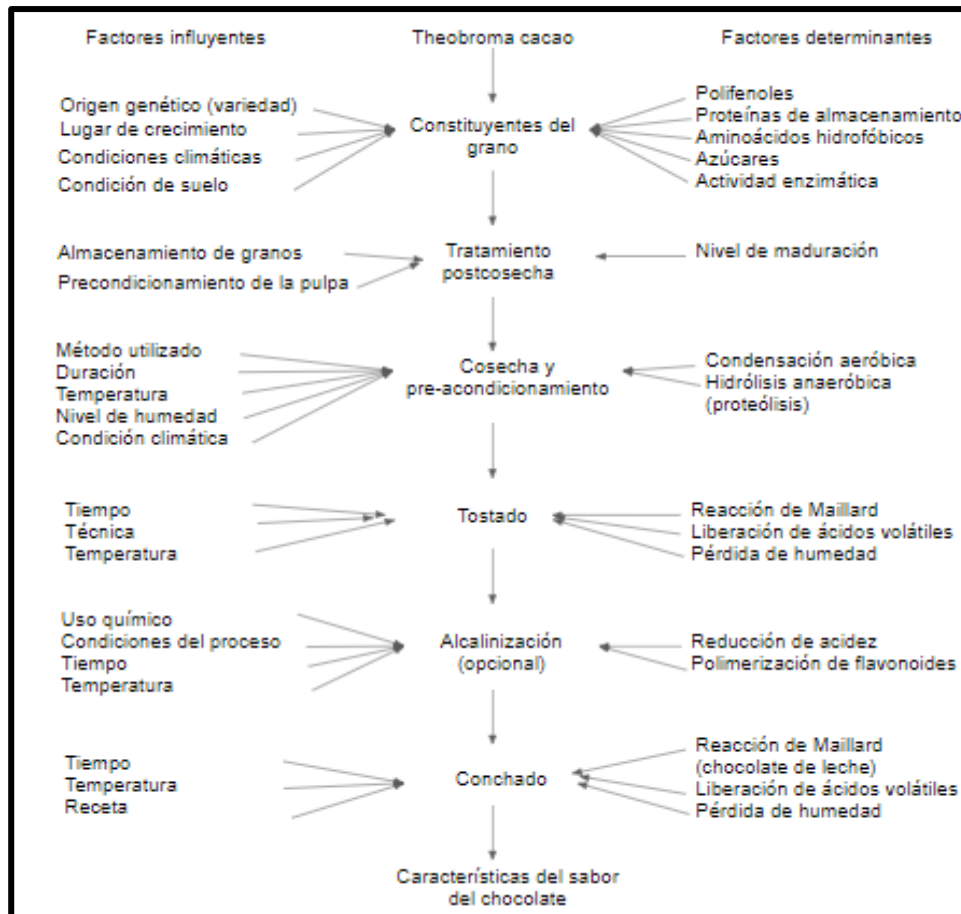 Factores influyentes
Theobroma cacao
Factores determinantes
Origen genético (variedad)
Lugar de crecimiento
Condiciones climáticas
Condición de suelo
Constituyentes del
grano
Polifenoles
Proteínas de almacenamiento
Aminoácidos hidrofóbicos
Azúcares
Actividad enzimática
Almacenamiento de granos
Precondicionamiento de la pulpa
Tratamiento
postcosecha
Nivel de maduración
Método utilizado
Duración
Temperatura
Nivel de humedad
Condición climática
Cosecha y
pre-acondicionamiento
Condensación aeróbica
Hidrólisis anaeróbica
(proteólisis)
Tiempo
Técnica
Temperatura
Tostado
Reacción de Maillard
Liberación de ácidos volátiles
Pérdida de humedad
Uso químico
Condiciones del proceso
Tiempo
Temperatura
Alcalinización
(opcional)
Reducción de acidez
Polimerización de flavonoides
Tiempo
Temperatura
Receta
Conchado
Reacción de Maillard
(chocolate de leche)
Liberación de ácidos volátiles
Pérdida de humedad
Características del sabor
del chocolate